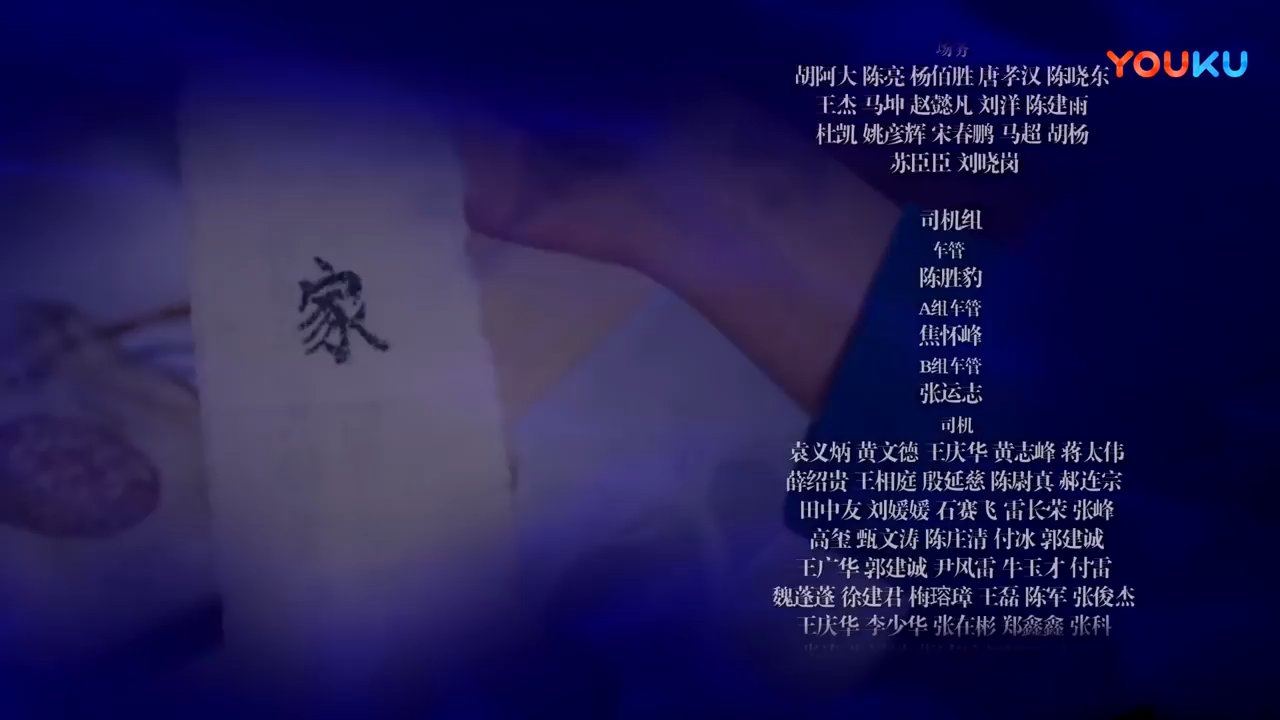 场务
YOUKU
胡阿大 陈亮 杨佰胜 唐孝汉 陈晓东
王杰 马坤 赵懿凡 刘洋 陈建雨
杜凯 姚彦辉 宋春鹏 马超 胡杨
苏臣臣 刘晓岗
司机组
车管
陈胜豹
A组车管
焦怀峰
B组车管
张运志
司机
袁义炳 黄文德 王庆华 黄志峰 蒋太伟
薛绍贵 王相庭 殷延慈 陈尉真 郝连宗
田中友 刘媛媛 石赛飞 雷长荣 张峰
高玺 甄文涛 陈庄清 付冰 郭建诚
王广华 郭建诚 尹风雷 牛玉才 付雷
魏蓬蓬 徐建君 梅瑢璋 王磊 陈军 张俊杰
王庆华 李少华 张在彬 郑鑫鑫 张科
家